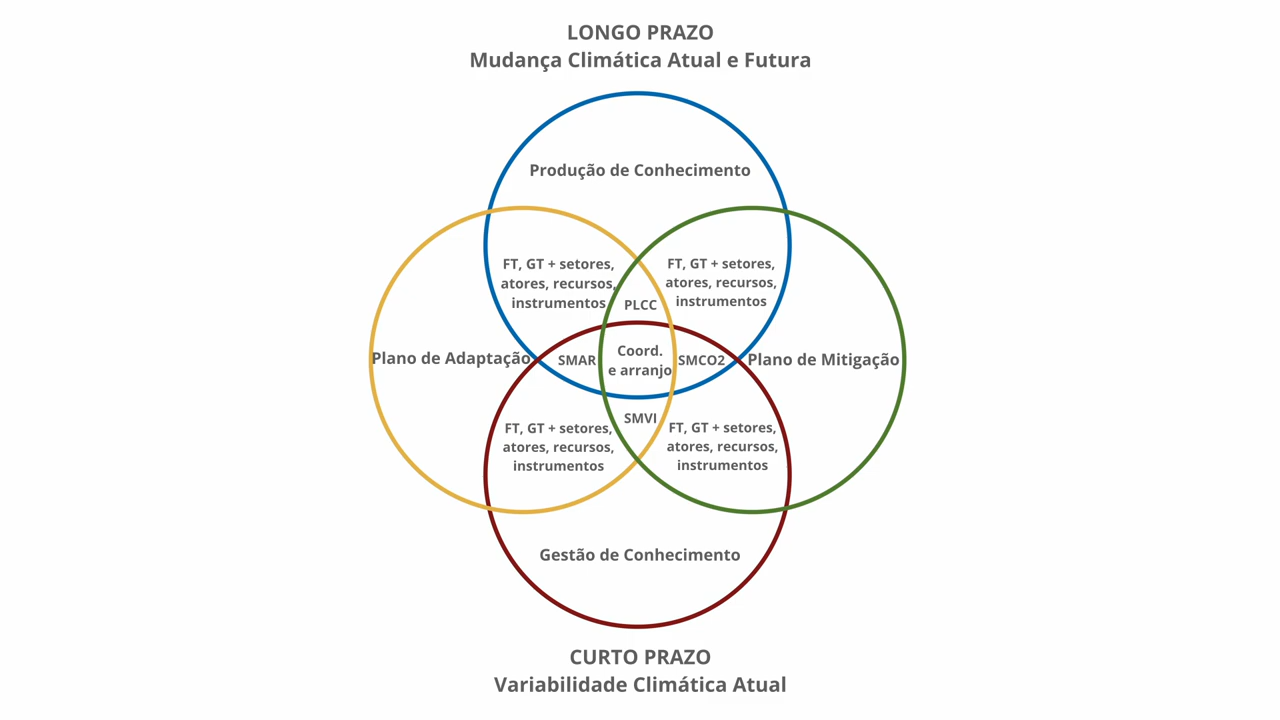 LONGO PRAZO
Mudança Climática Atual e Futura
Produção de Conhecimento
FT, GT + setores,
atores, recursos,
instrumentos
FT, GT + setores,
atores, recursos,
instrumentos
PLCC
Plano de Adaptação
SMAR
Coord.
e arranjo
SMCO2
Plano de Mitigação
SMVI
FT, GT + setores,
atores, recursos,
instrumentos
FT, GT + setores,
atores, recursos,
instrumentos
Gestão de Conhecimento
CURTO PRAZO
Variabilidade Climática Atual